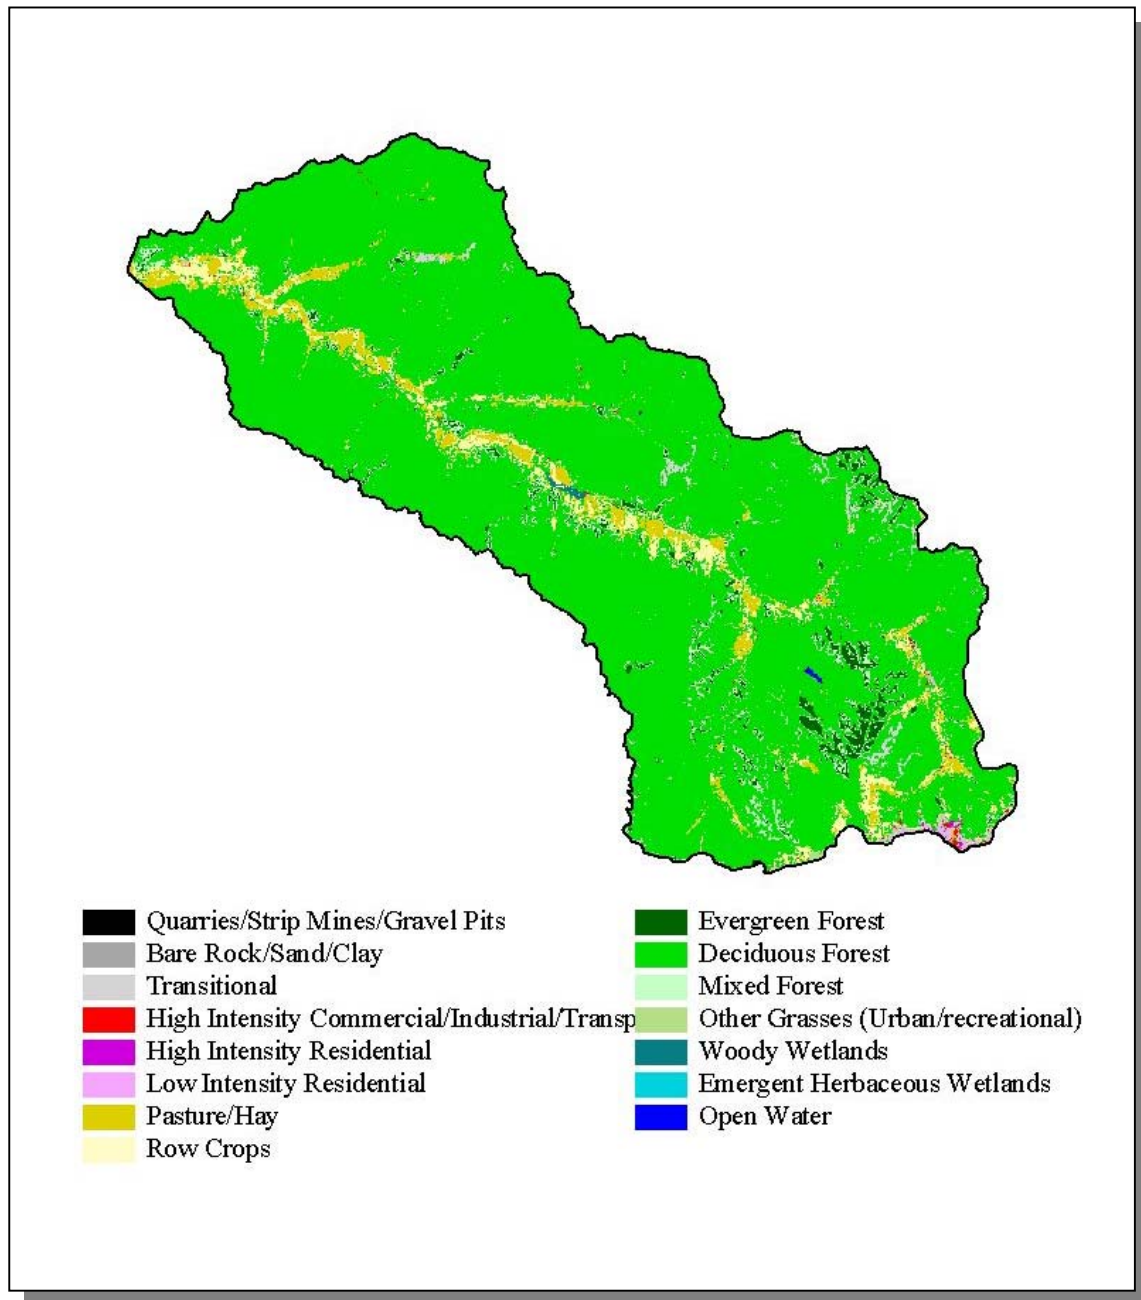 Quarries/Strip Mines/Gravel Pits
Bare Rock/Sand/Clay
Transitional
High Intensity Commercial/Industrial/Transp
High Intensity Residential
Low Intensity Residential
Pasture/Hay
Row Crops
Evergreen Forest
Deciduous Forest
Mixed Forest
Other Grasses (Urban/recreational)
Woody Wetlands
Emergent Herbaceous Wetlands
Open Water